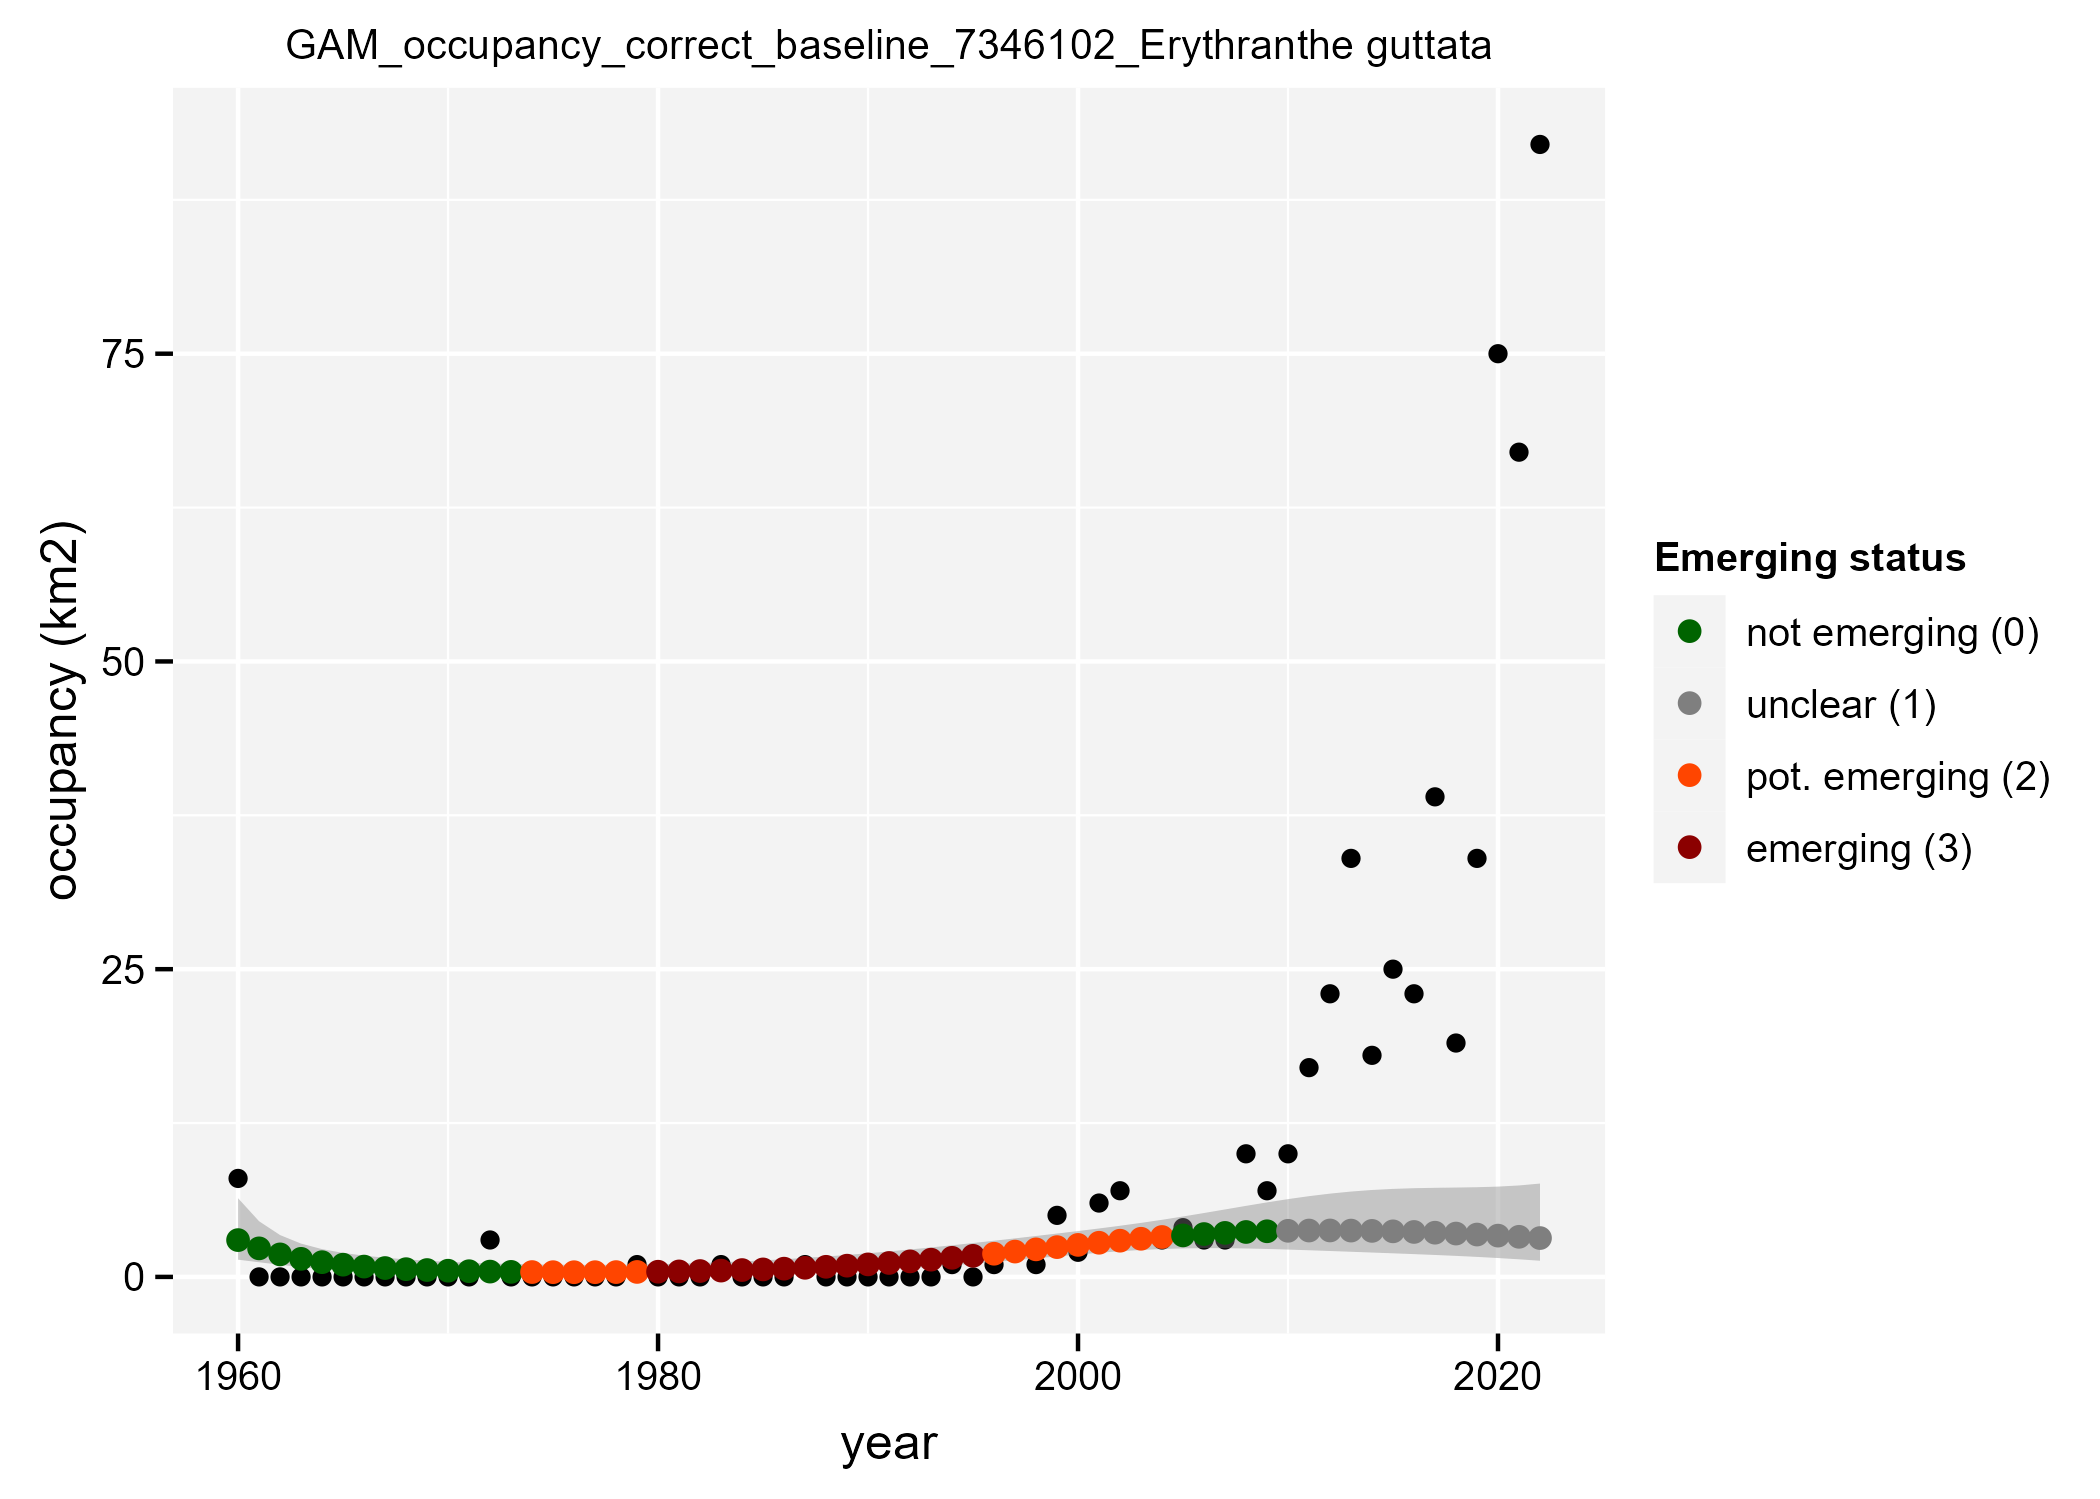 GAM_occupancy_correct_baseline_7346102_Erythranthe guttata
occupancy (km2)
75
50
25
0
1960 1980 2000 2020
year
Emerging status
not emerging (0)
unclear (1)
pot. emerging (2)
emerging (3)